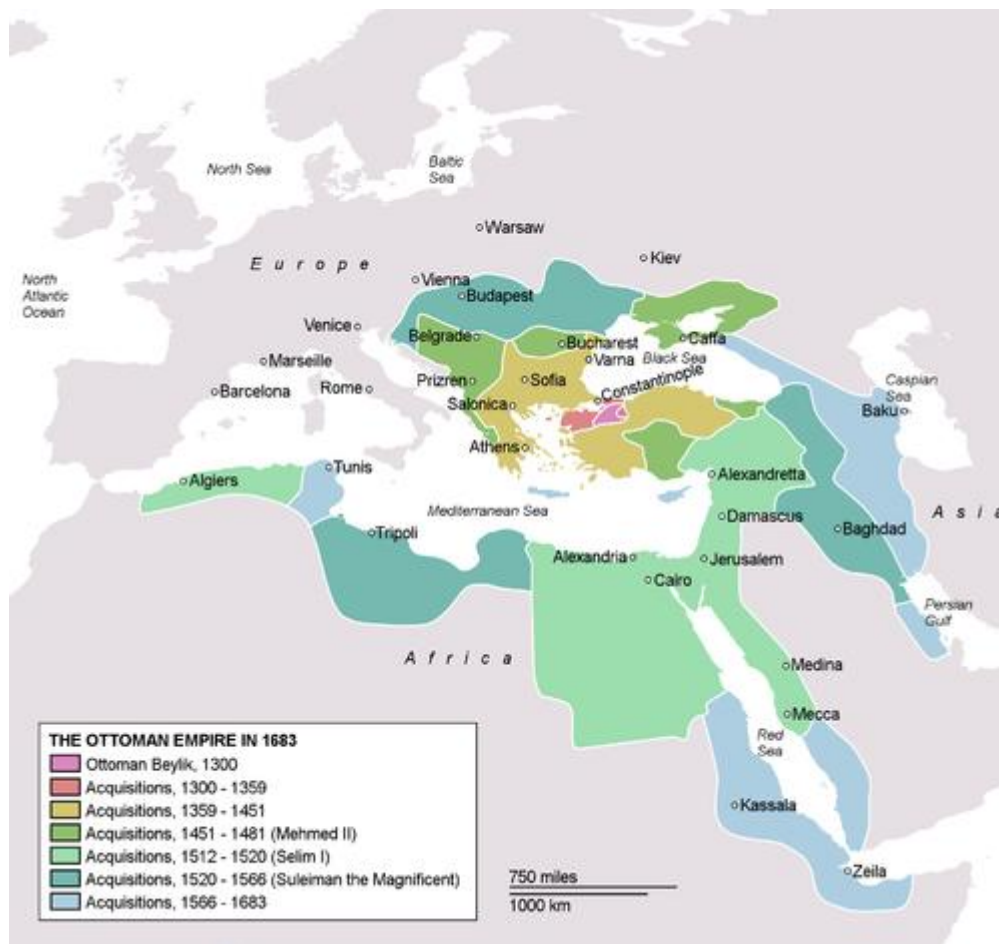 North Sea
Baltic
Sea
Warsaw
Kiev
E u r o p e
North
Atlantic
Ocean
Vienna
Budapest
Venice
Belgrade
Bucharest
Caffa
Varna
Black Sea
Marseille
Prizren
Sofia
Constantinople
Caspian
Sea
Barcelona
Rome
Salonica
Baku
Athens
Tunis
Algiers
Alexandretta
Mediterranean Sea
Damascus
A s i a
Tripoli
Baghdad
Alexandria
Jerusalem
Cairo
Persian
Gulf
A f r i c a
Medina
Mecca
Red
Sea
Kassala
Zeila
THE OTTOMAN EMPIRE IN 1683
Ottoman Beylik, 1300
Acquisitions, 1300 - 1359
Acquisitions, 1359 - 1451
Acquisitions, 1451 - 1481 (Mehmed II)
Acquisitions, 1512 - 1520 (Selim I)
Acquisitions, 1520 - 1566 (Suleiman the Magnificent)
Acquisitions, 1566 - 1683
750 miles
1000 km